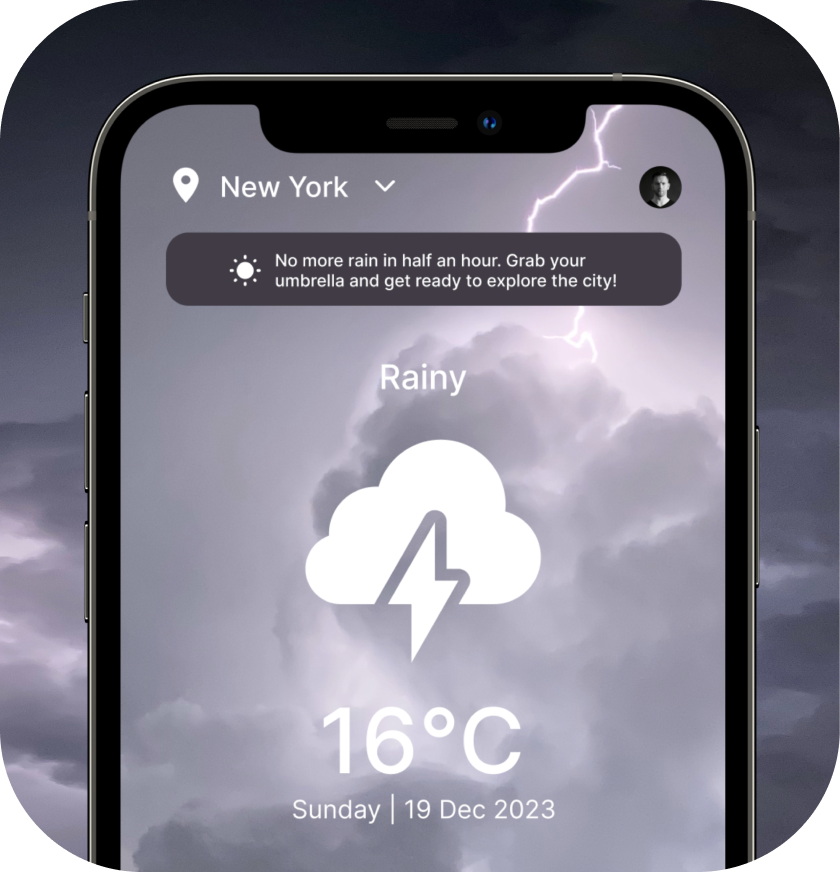 New York
No more rain in half an hour. Grab your
umbrella and get ready to explore the city!
Rainy
16°C
Sunday | 19 Dec 2023